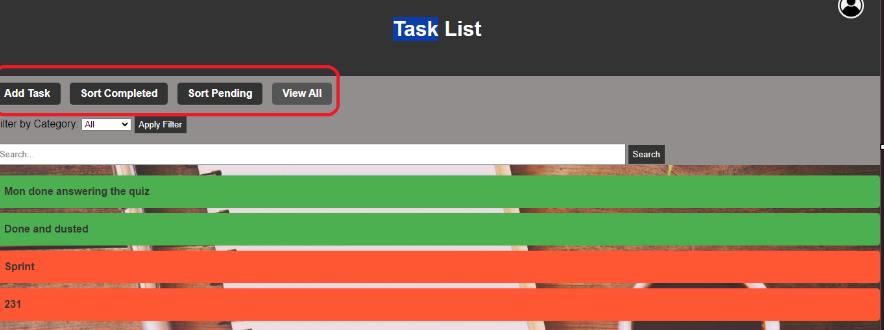 Task List
Add Task Sort Completed Sort Pending View All
ilter by Category: All Apply Filter
Search... Search
Mon done answering the quiz
Done and dusted
Sprint
231